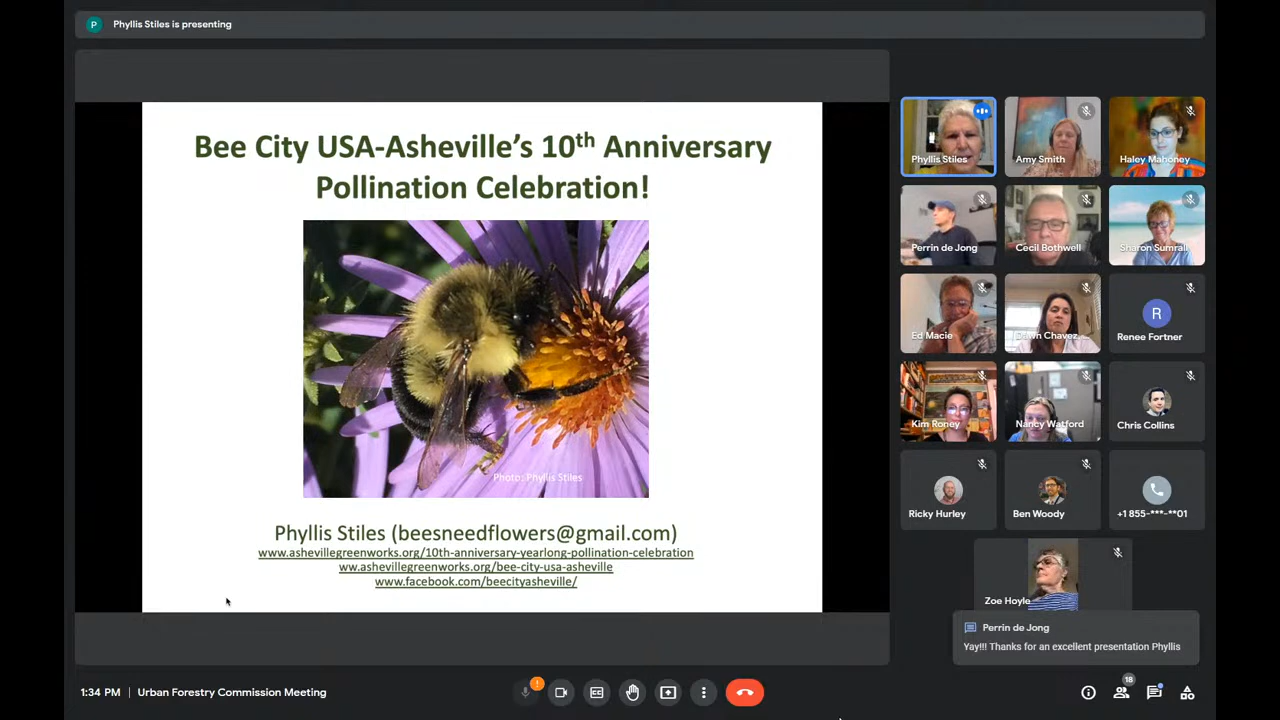 P
Phyllis Stiles is presenting
Bee City USA-Asheville's 10th Anniversary
Pollination Celebration!
Photo: Phyllis Stiles
Phyllis Stiles (beesneedflowers@gmail.com)
www.ashevillegreenworks.org/10th-anniversary-yearlong-pollination-celebration
ww.ashevillegreenworks.org/bee-city-usa-asheville
www.facebook.com/beecityasheville/
Phyllis Stiles
Amy Smith
Haley Mahoney
Perrin de Jong
Cecil Bothwell
Sharon Sumrall
Ed Macie
Chavez
R
Renee Fortner
Kim Roney
Nancy Watford
Chris Collins
Ricky Hurley
Ben Woody
+1 855-***-**01
Zoe Hoyle
Perrin de Jong
Yay!!! Thanks for an excellent presentation Phyllis
1:34 PM | Urban Forestry Commission Meeting
!
CC
18